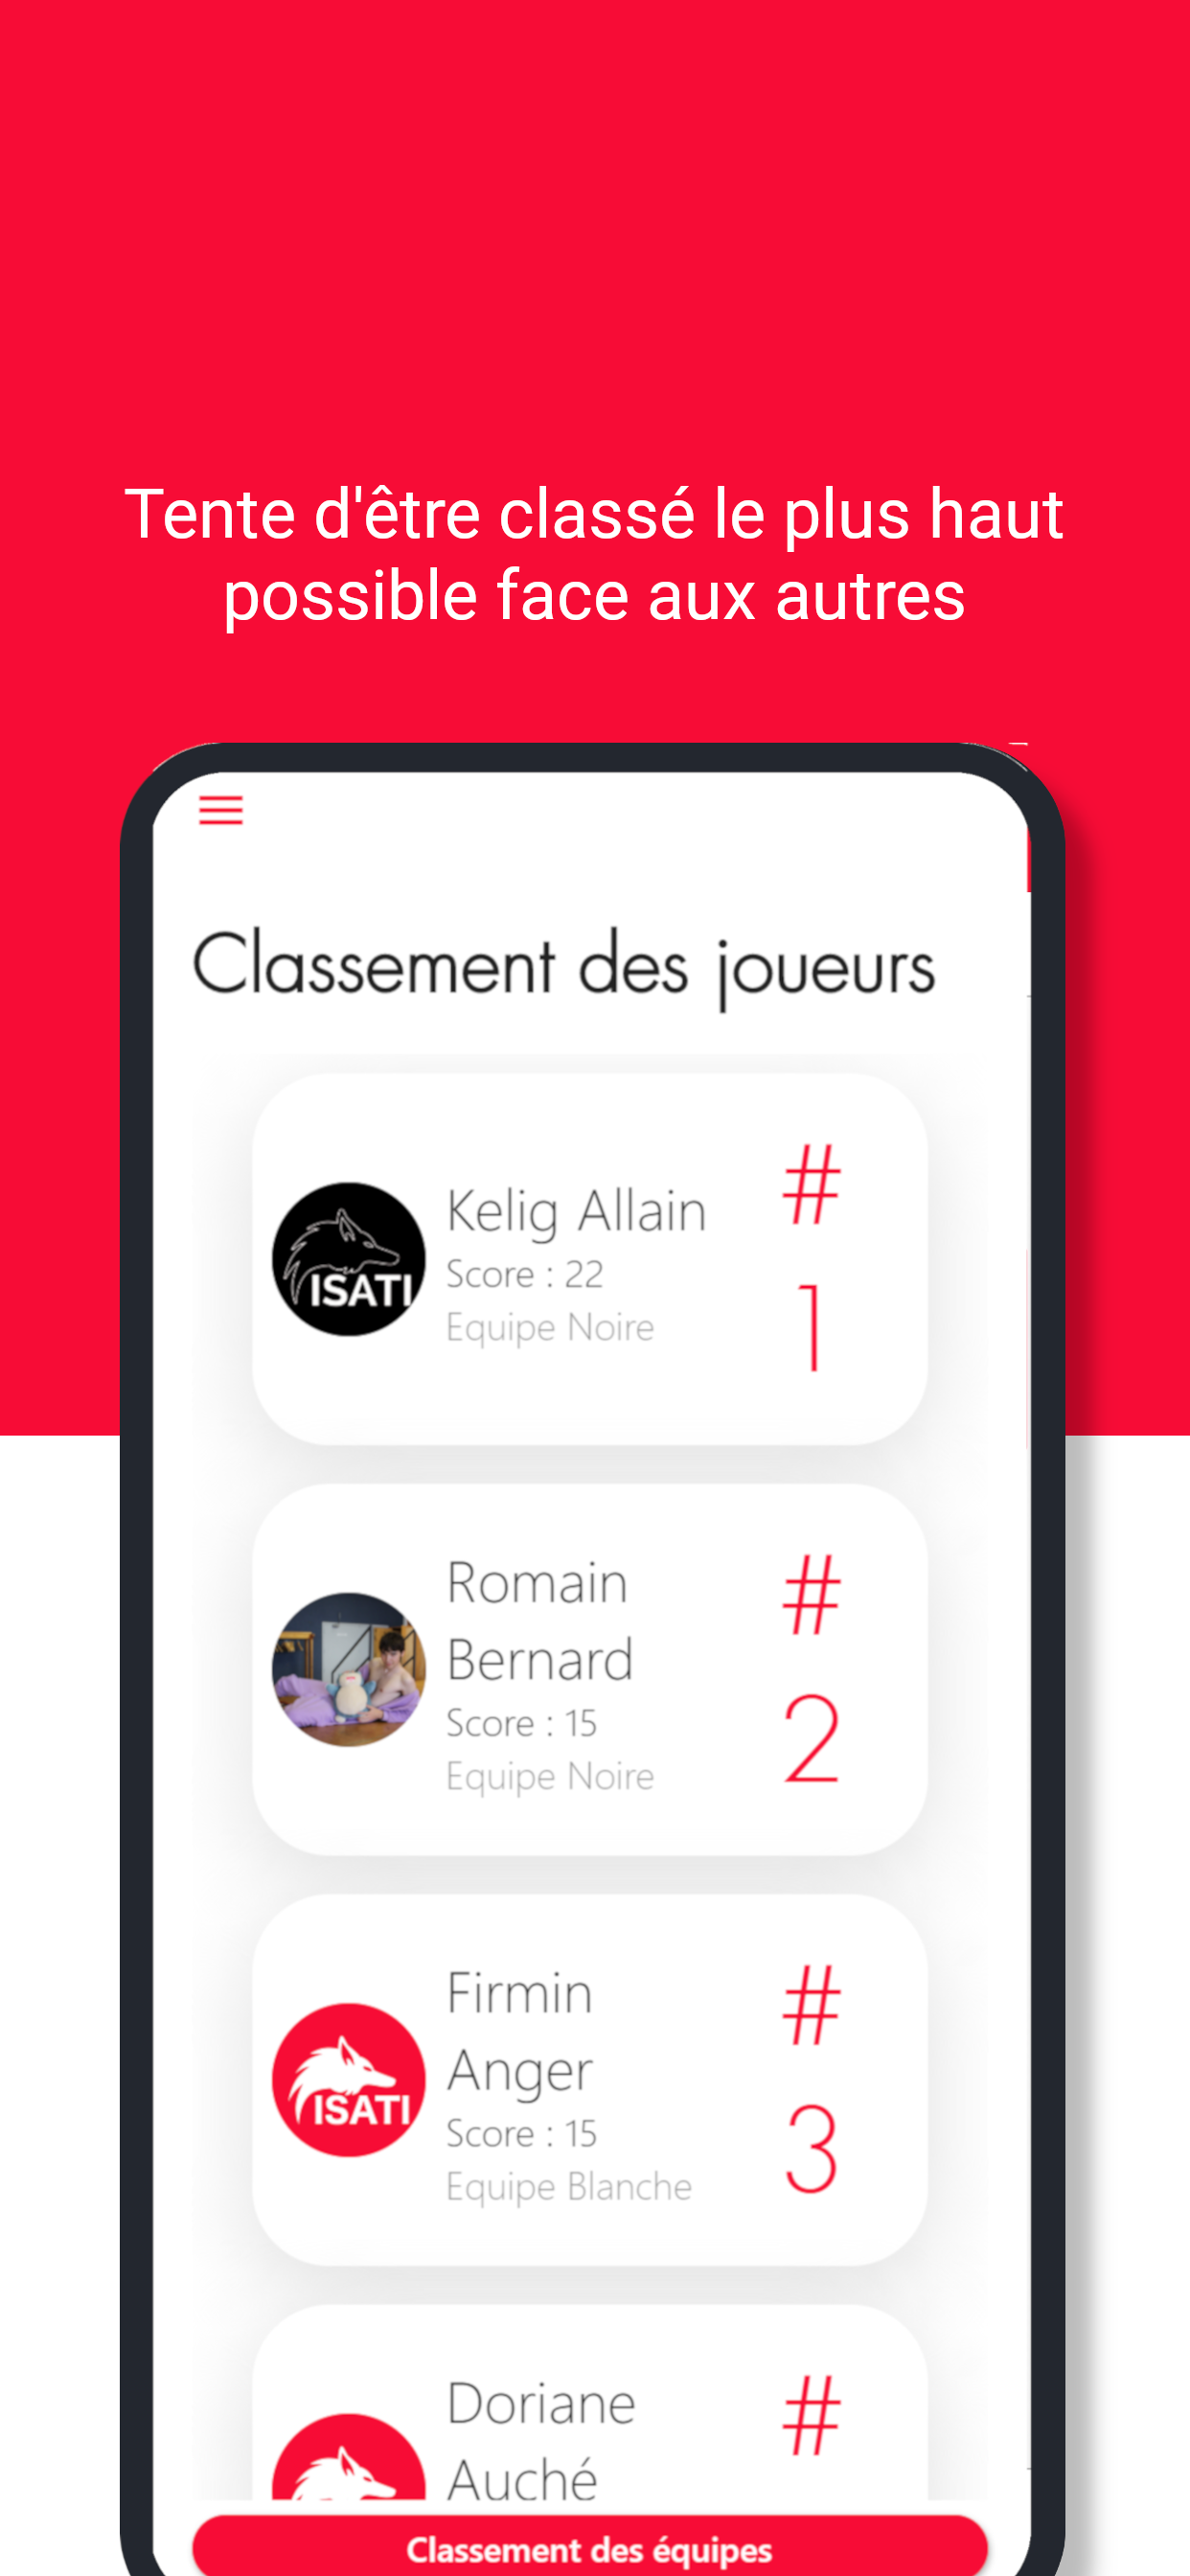 Tente d'être classé le plus haut
possible face aux autres
Classement des joueurs
Kelig Allain
Score : 22
Equipe Noire
#
1
ISATI
Romain
Bernard
Score : 15
Equipe Noire
#
2
Firmin
Anger
Score : 15
Equipe Blanche
#
3
ISATI
Doriane
Auché
#
Classement des équipes